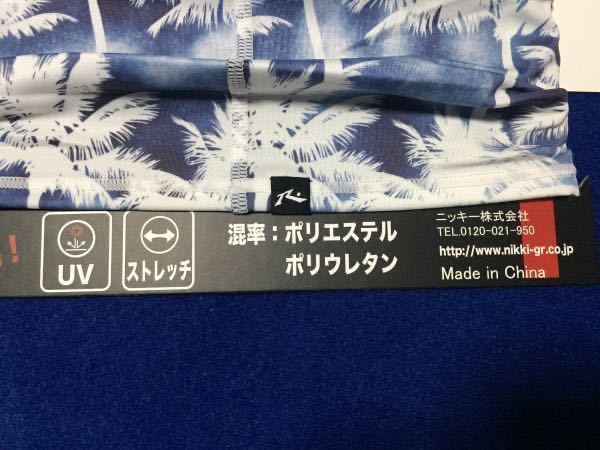 !
UV
ストレッチ
混率：ポリエステル
ポリウレタン
ニッキー株式会社
TEL.0120-021-950
http://www.nikki-gr.co.jp
Made in China